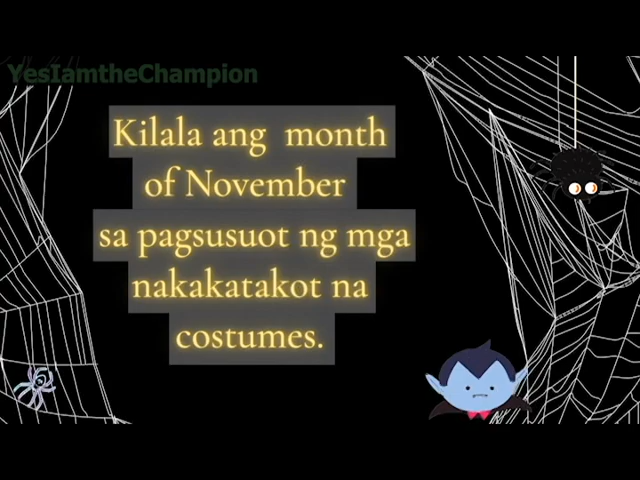 YesIamtheChampion
Kilala ang month
of November
sa pagsusuot ng mga
nakakatakot na
costumes.